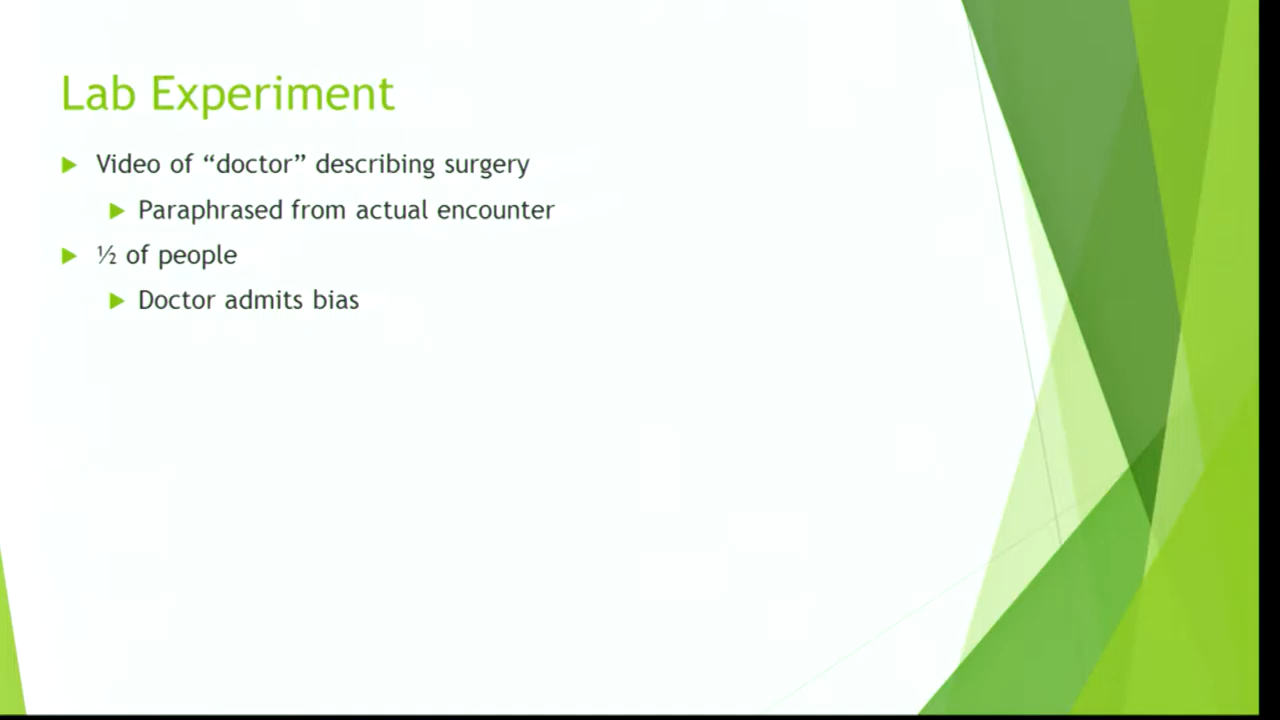 Lab Experiment
Video of “doctor” describing surgery
Paraphrased from actual encounter
½ of people
Doctor admits bias